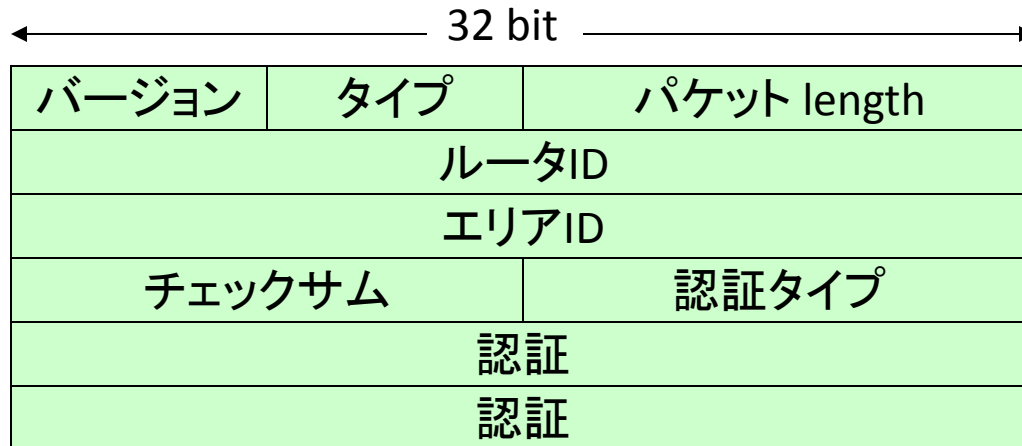 32 bit
バージョン タイプ パケット length
ルータID
エリアID
チェックサム 認証タイプ
認証
認証